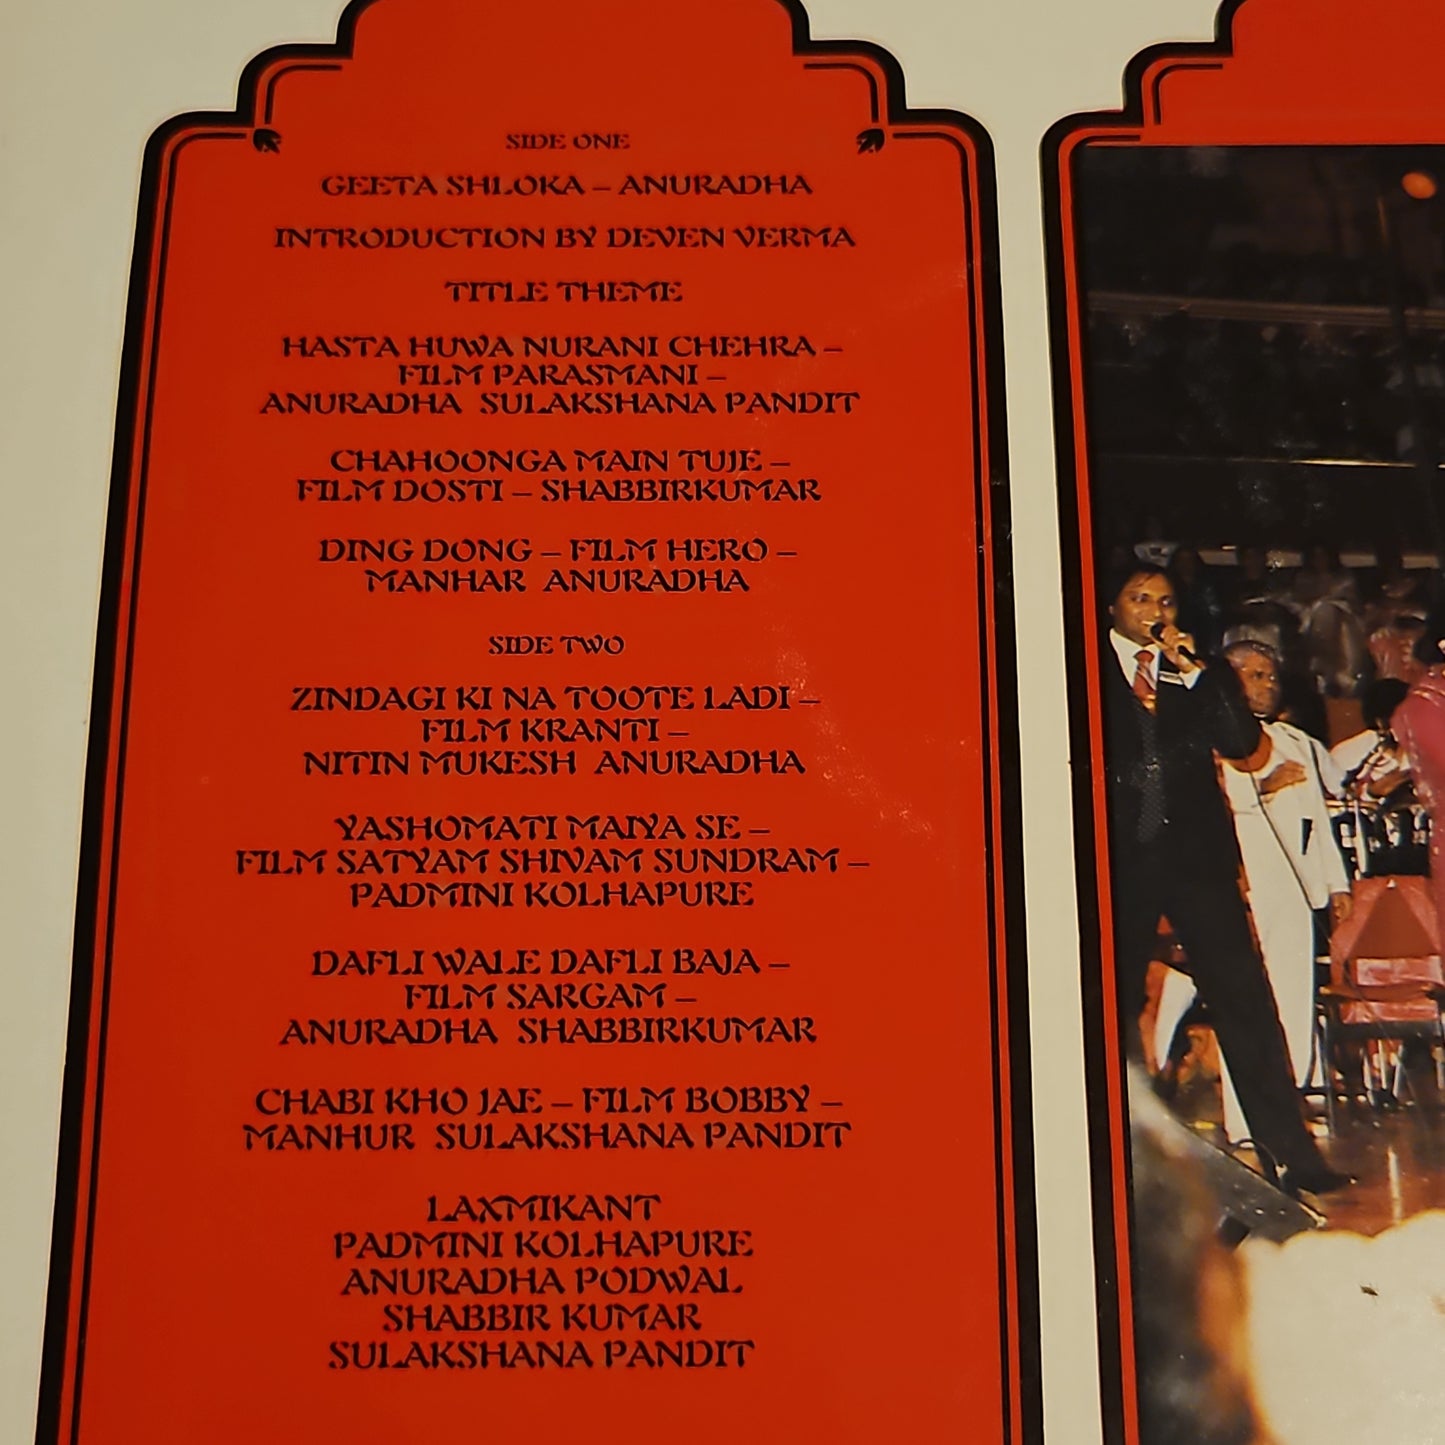 SIDE ONE
GEETA SHLOKA – ANURADHA
INTRODUCTION BY DEVEN VERMA
TITLE THEME
HASTA HUWA NURANI CHEHRA –
FILM PARASMANI –
ANURADHA SULAKSHANA PANDIT
CHAHOONGA MAIN TUJE –
FILM DOSTI – SHABBIRKUMAR
DING DONG – FILM HERO –
MANHAR ANURADHA
SIDE TWO
ZINDAGI KI NA TOOTE LADI –
FILM KRANTI –
NITIN MUKESH ANURADHA
YASHOMATI MAIYA SE –
FILM SATYAM SHIVAM SUNDRAM –
PADMINI KOLHAPURE
DAFLI WALE DAFLI BAJA –
FILM SARGAM –
ANURADHA SHABBIRKUMAR
CHABI KHO JAE – FILM BOBBY –
MANHUR SULAKSHANA PANDIT
LAXMIKANT
PADMINI KOLHAPURE
ANURADHA PODWAL
SHABBIR KUMAR
SULAKSHANA PANDIT